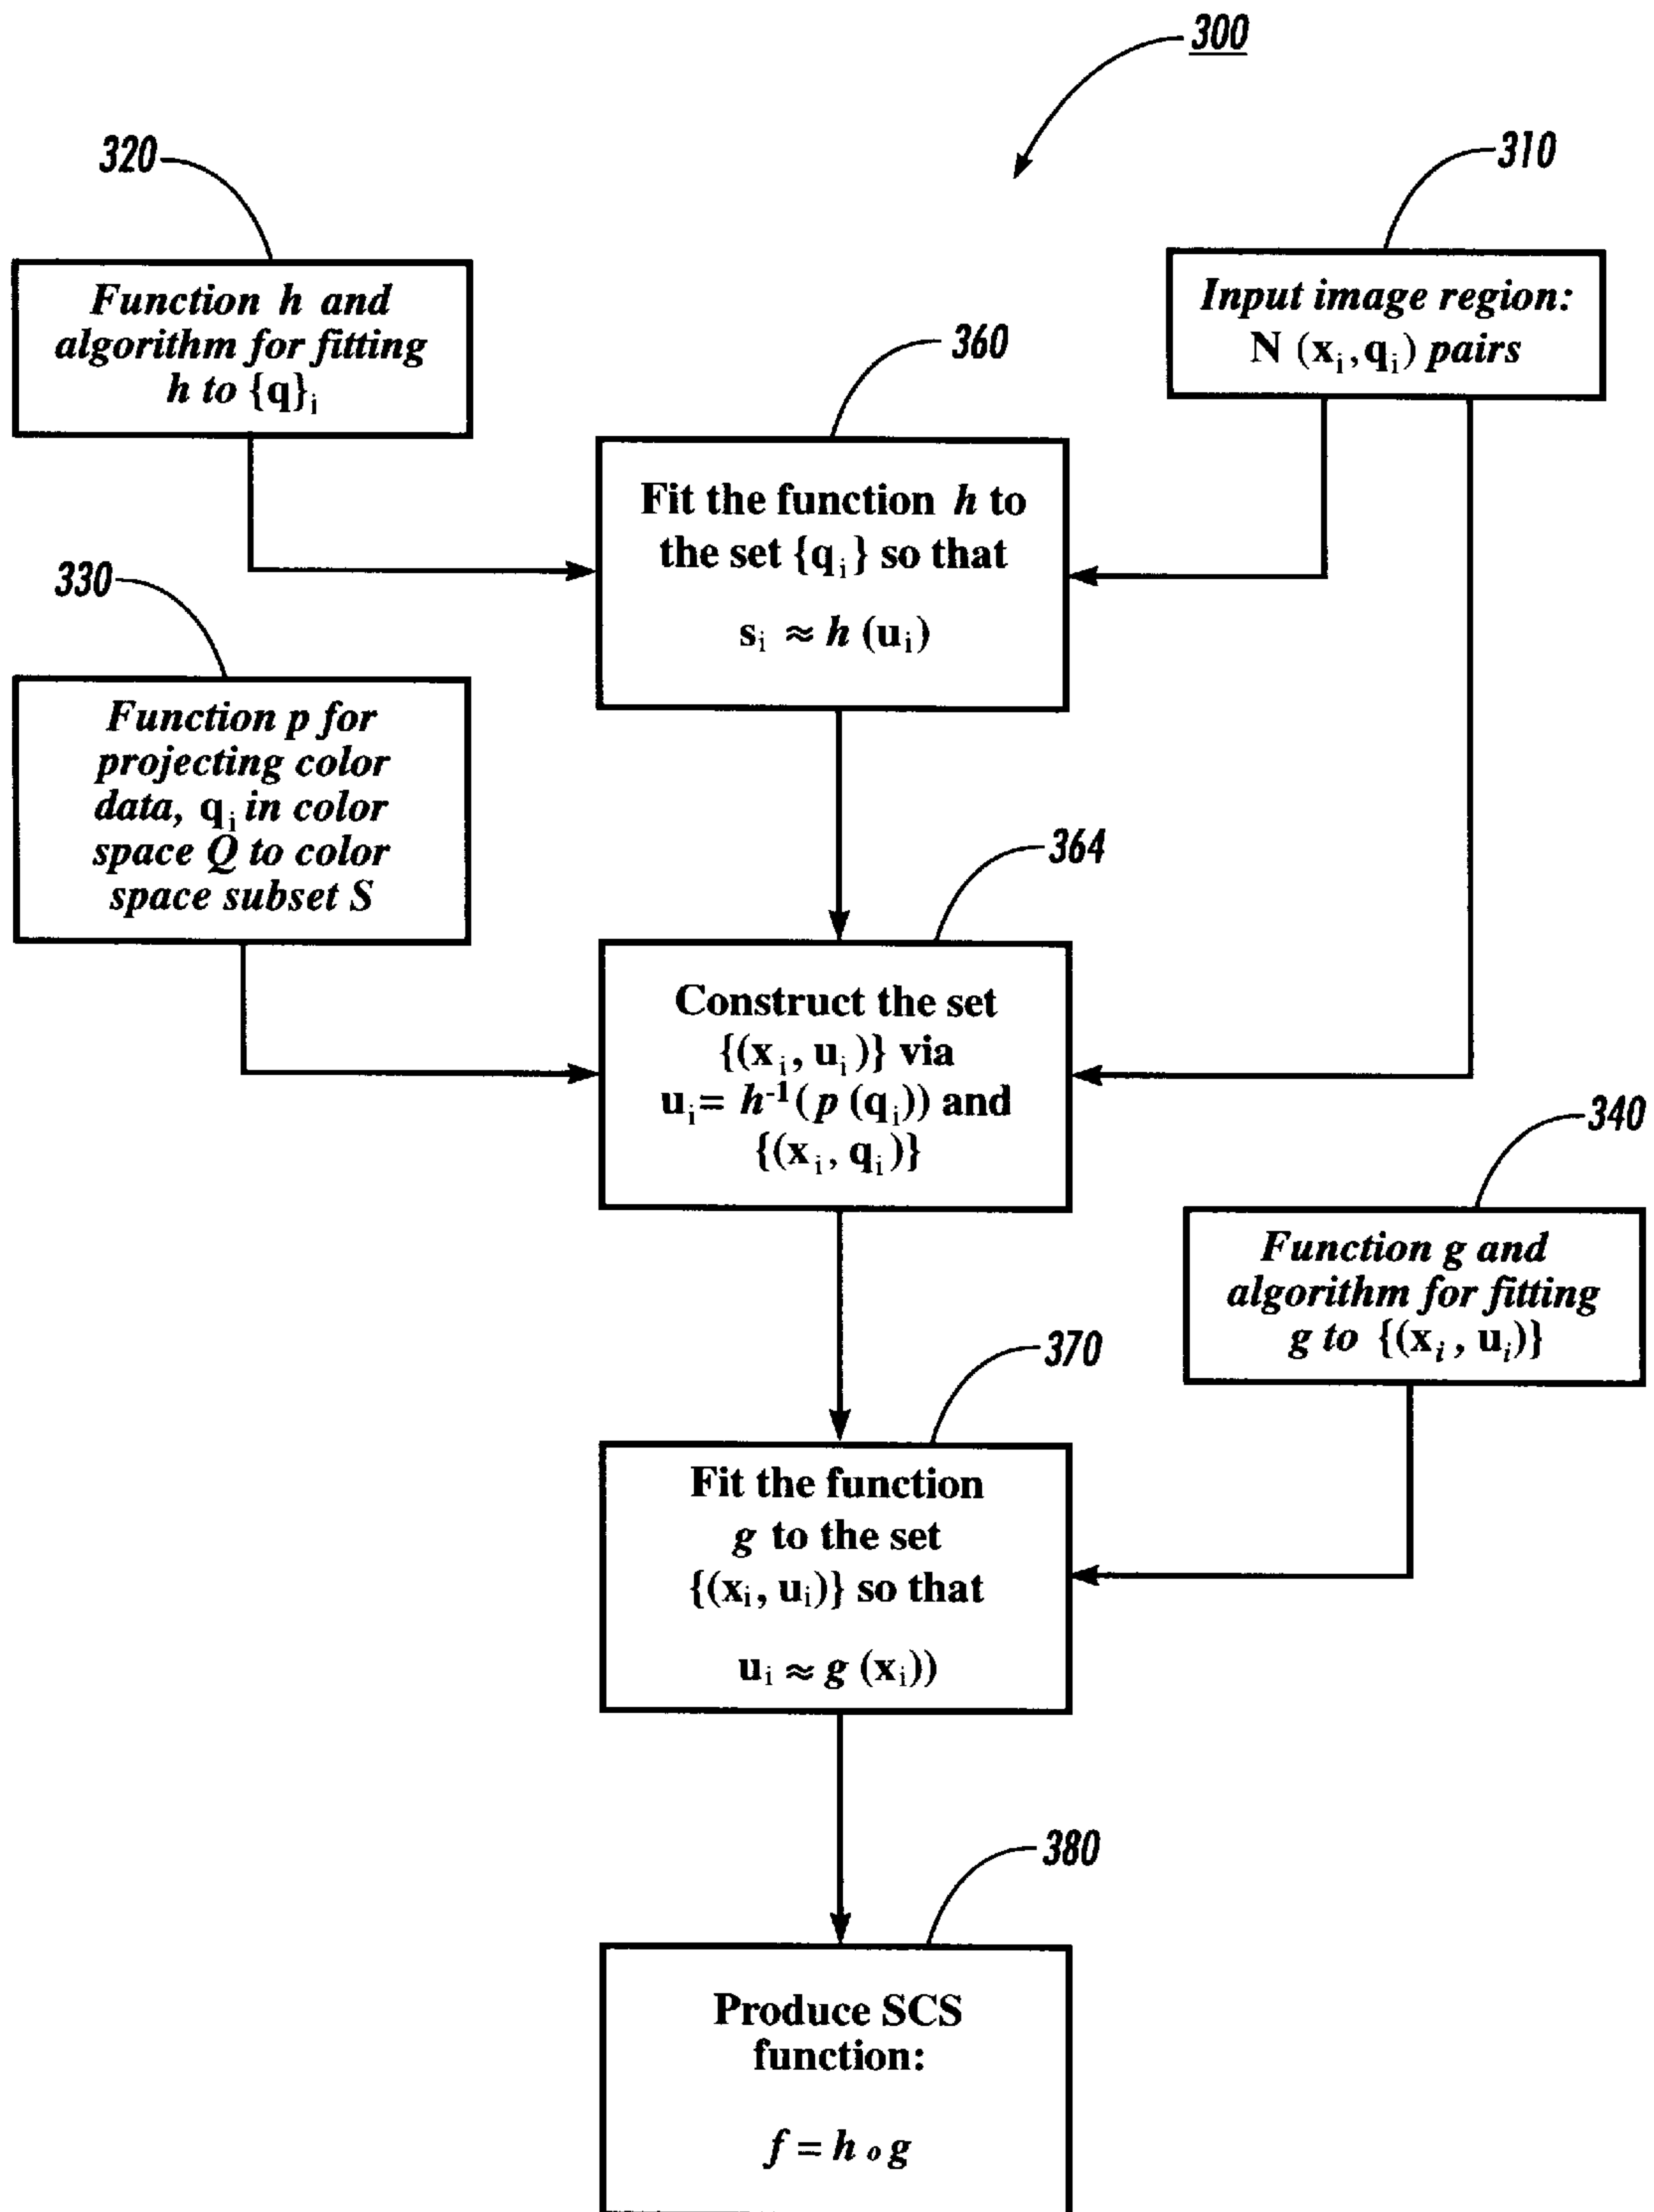 300
320
310
Function h and
algorithm for fitting
h to {q}i
Input image region:
N (xi, qi) pairs
360
Fit the function h to
the set {qi} so that
si ≈ h (ui)
330
Function p for
projecting color
data, qi in color
space Q to color
space subset S
364
Construct the set
{(xi, ui)} via
ui= h-1(p (qi)) and
{(xi, qi)}
340
Function g and
algorithm for fitting
g to {(xi, ui)}
370
Fit the function
g to the set
{(xi, ui)} so that
ui ≈ g (xi))
380
Produce SCS
function:
f = h o g